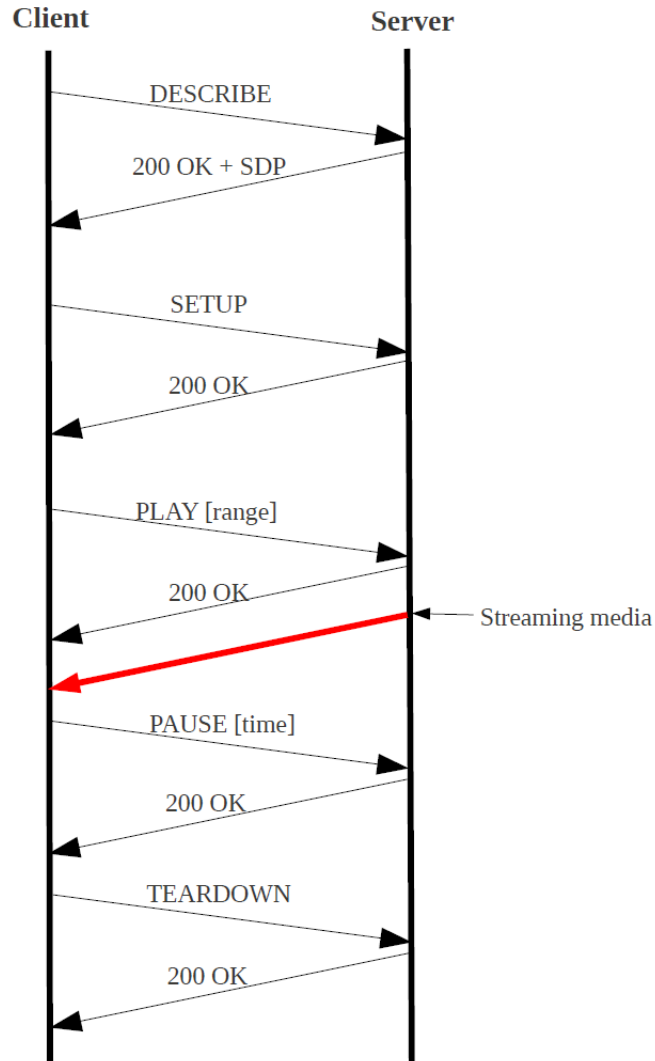 Client
Server
DESCRIBE
200 OK + SDP
SETUP
200 OK
PLAY [range]
200 OK
Streaming media
PAUSE [time]
200 OK
TEARDOWN
200 OK